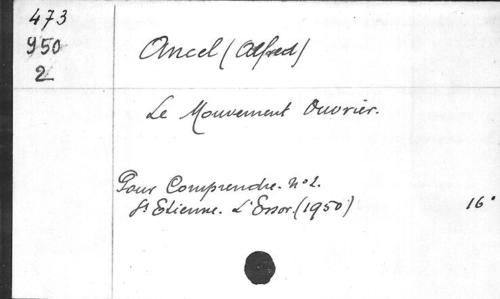 473
950
2
Ancel (Alfred)
Le Mouvement Ouvrier.
Pour Comprendre. N° 2.
St Etienne. L'Essor. (1950)
16°